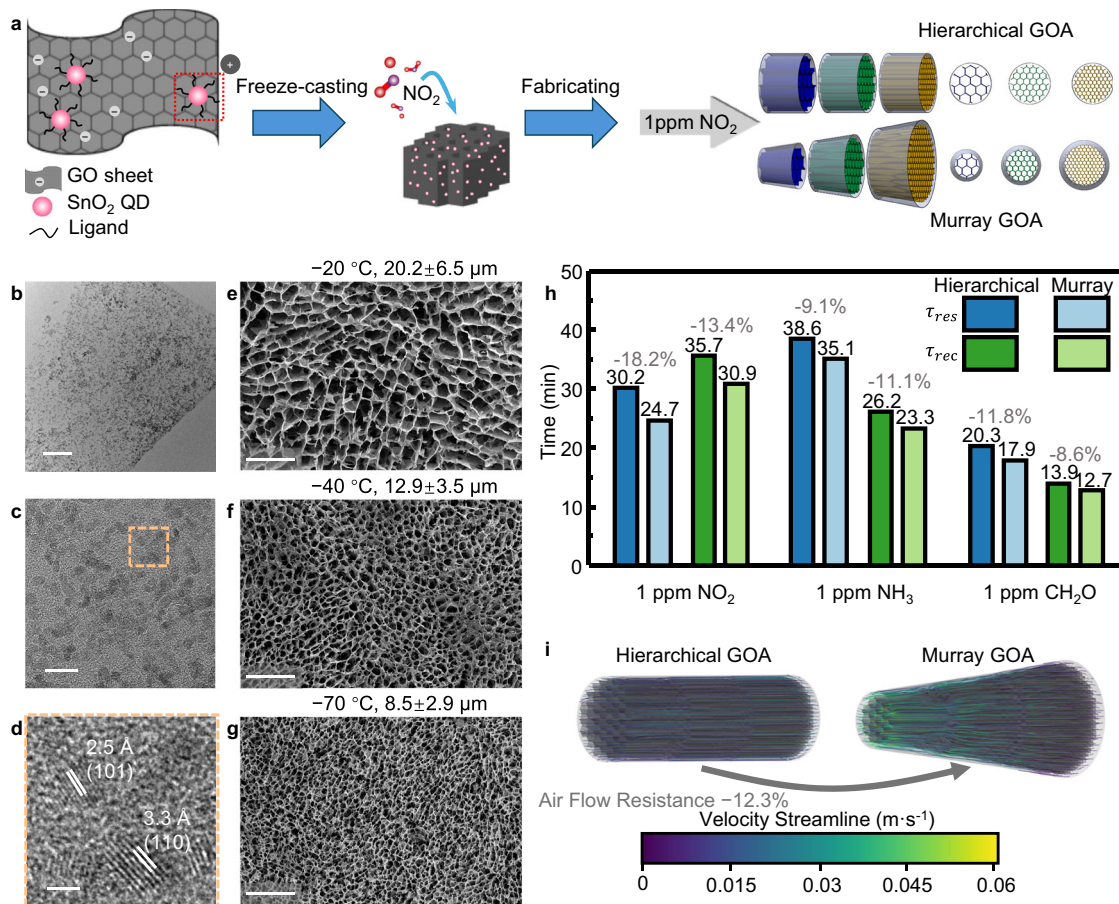 a
Hierarchical GOA
+
Freeze-casting
NO₂
Fabricating
1ppm NO₂
GO sheet
SnO₂ QD
Ligand
Murray GOA
b
c
d
2.5 Å
(101)
3.3 Å
(110)
e
−20 °C, 20.2±6.5 µm
f
−40 °C, 12.9±3.5 µm
g
−70 °C, 8.5±2.9 µm
h
Hierarchical Murray
τres
τrec
Time (min)
50
40
30
20
10
0
-18.2%
30.2
24.7
-13.4%
35.7
30.9
-9.1%
38.6
35.1
-11.1%
26.2
23.3
-11.8%
20.3
17.9
-8.6%
13.9
12.7
1 ppm NO₂
1 ppm NH₃
1 ppm CH₂O
i
Hierarchical GOA
Murray GOA
Air Flow Resistance −12.3%
Velocity Streamline (m·s⁻¹)
0 0.015 0.03 0.045 0.06